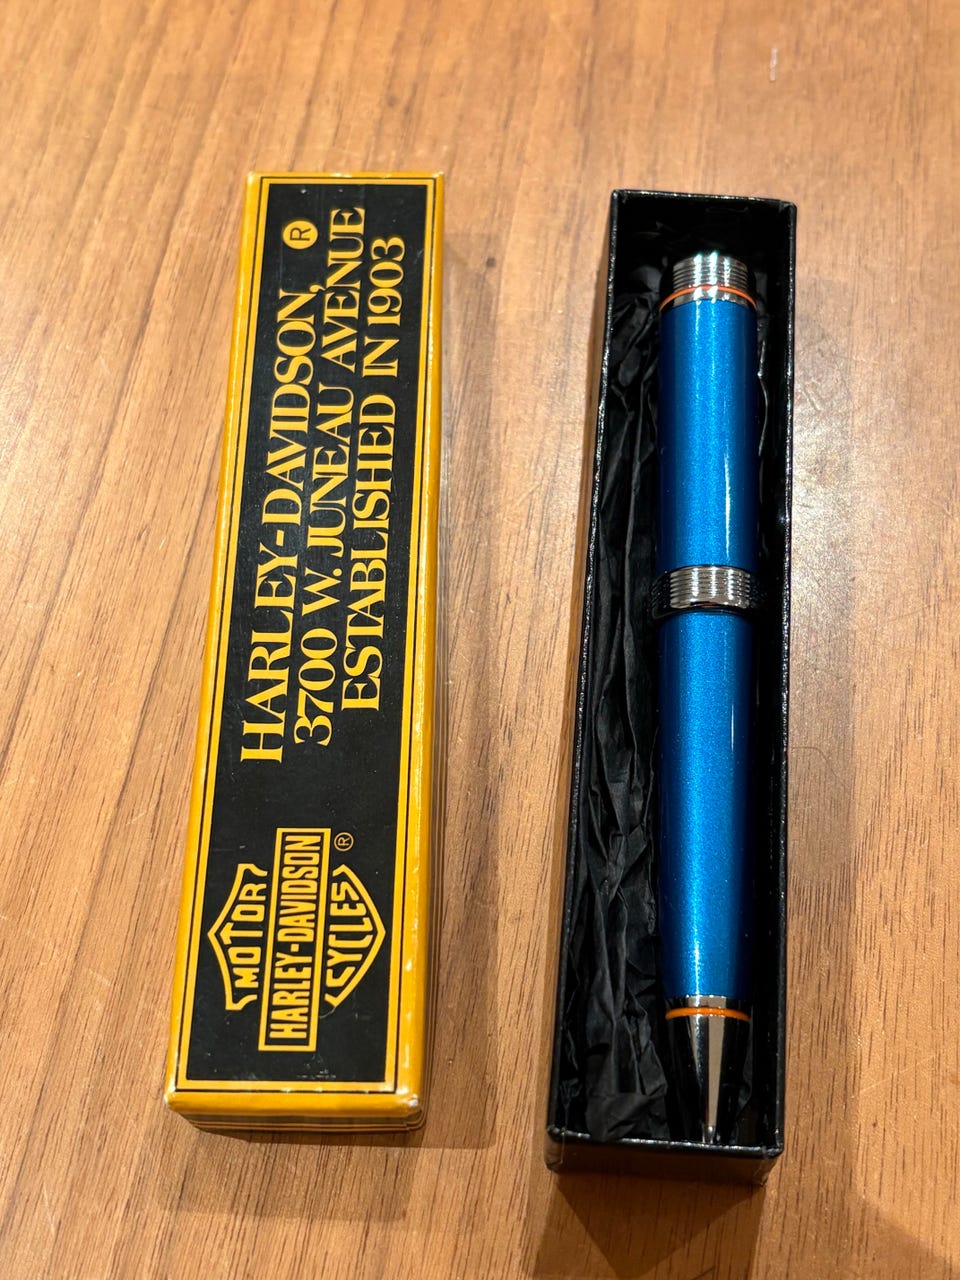 HARLEY-DAVIDSON, ®
3700 W. JUNEAU AVENUE
ESTABLISHED IN 1903
MOTOR
HARLEY-DAVIDSON
CYCLES ®